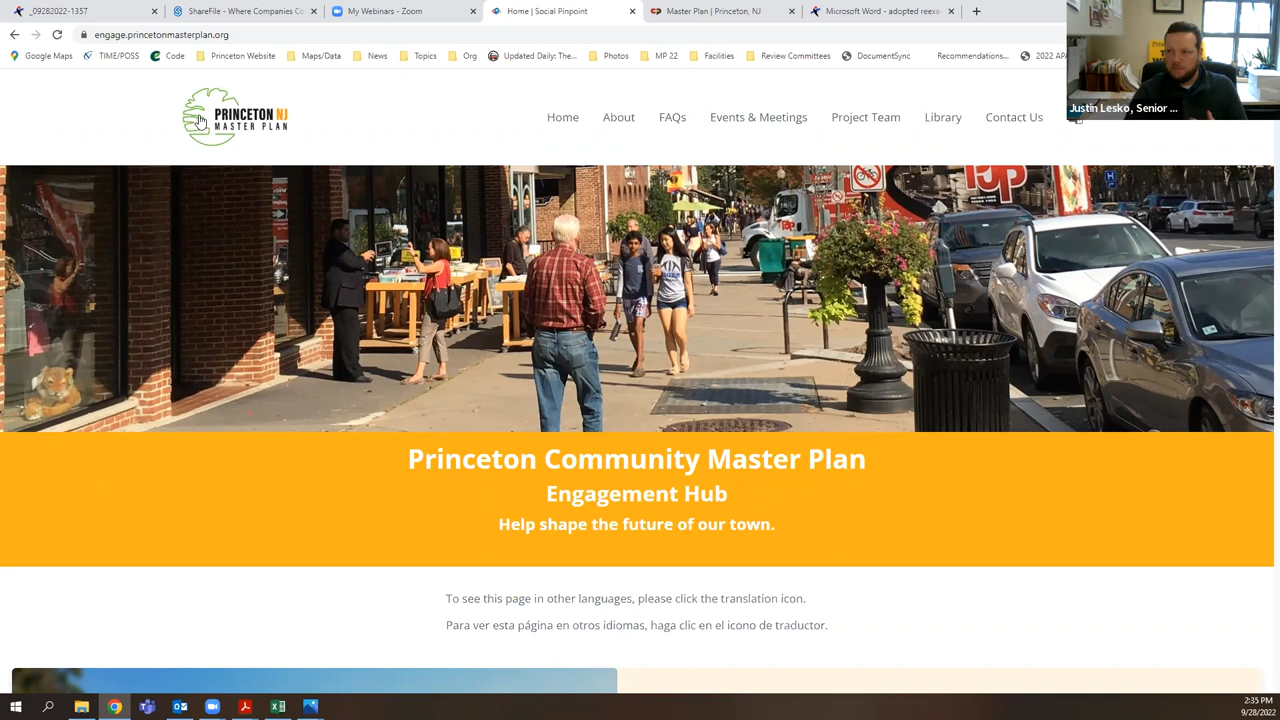 _09282022-1357
ShareFile - Where Companies Co
My Webinars - Zoom
Home | Social Pinpoint
Master Plan | Princeton, NJ
Microsoft Word - adopted reexa
engage.princetonmasterplan.org
Google Maps
TIME/POSS
Code
Princeton Website
Maps/Data
News
Topics
Org
Updated Daily: The...
Photos
MP 22
Facilities
Review Committees
DocumentSync
Recommendations...
Justin Lesko, Senior ...
PRINCETON NJ
MASTER PLAN
Home
About
FAQs
Events & Meetings
Project Team
Library
Contact Us
Princeton Community Master Plan
Engagement Hub
Help shape the future of our town.
To see this page in other languages, please click the translation icon.
Para ver esta página en otros idiomas, haga clic en el icono de traductor.
2:35 PM
9/28/2022